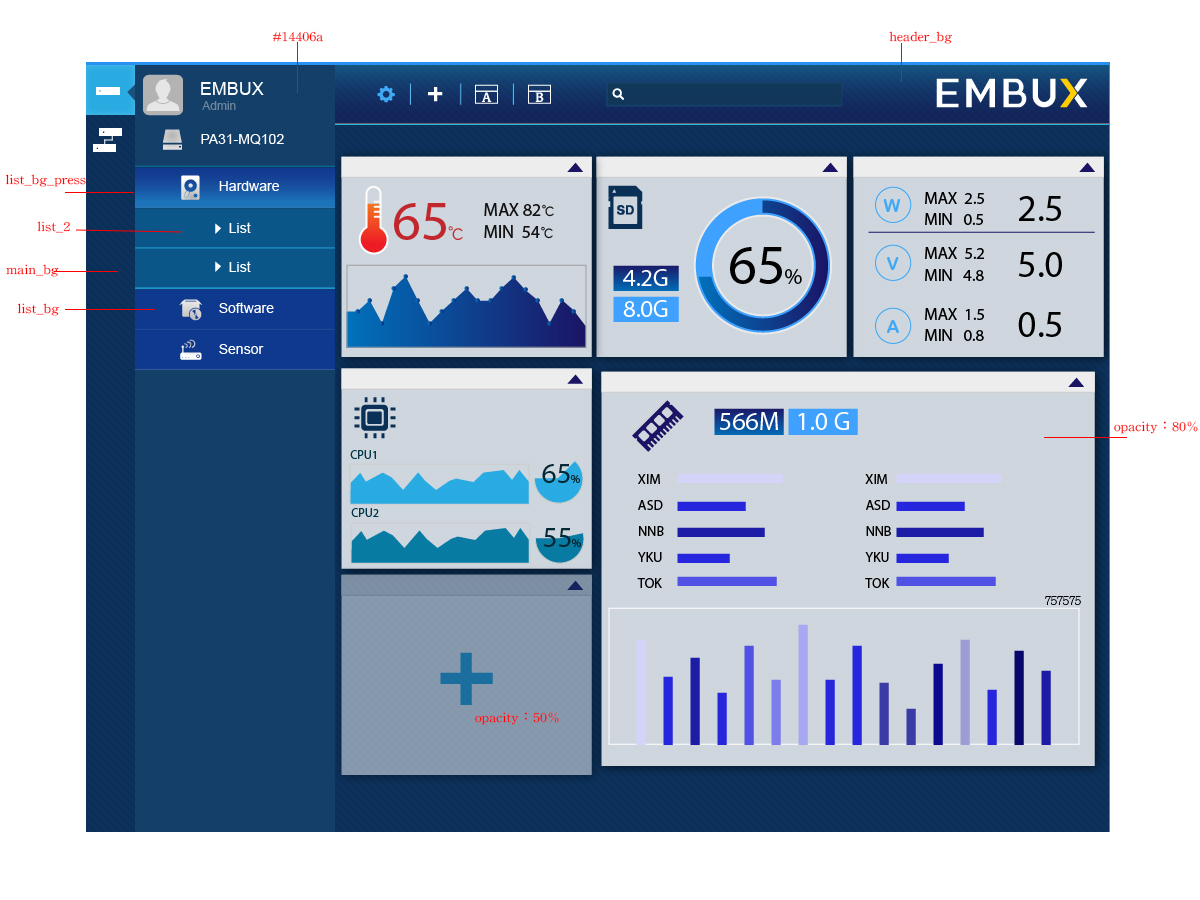 #14406a
header_bg
EMBUX
Admin
A
B
EMBUX
PA31-MQ102
list_bg_press
Hardware
list_2
List
main_bg
List
list_bg
Software
Sensor
65℃
MAX 82℃
MIN 54℃
SD
4.2G
8.0G
65%
W
MAX 2.5
MIN 0.5
2.5
V
MAX 5.2
MIN 4.8
5.0
A
MAX 1.5
MIN 0.8
0.5
CPU1
65%
CPU2
55%
566M
1.0 G
opacity：80%
XIM
XIM
ASD
ASD
NNB
NNB
YKU
YKU
TOK
TOK
757575
opacity：50%